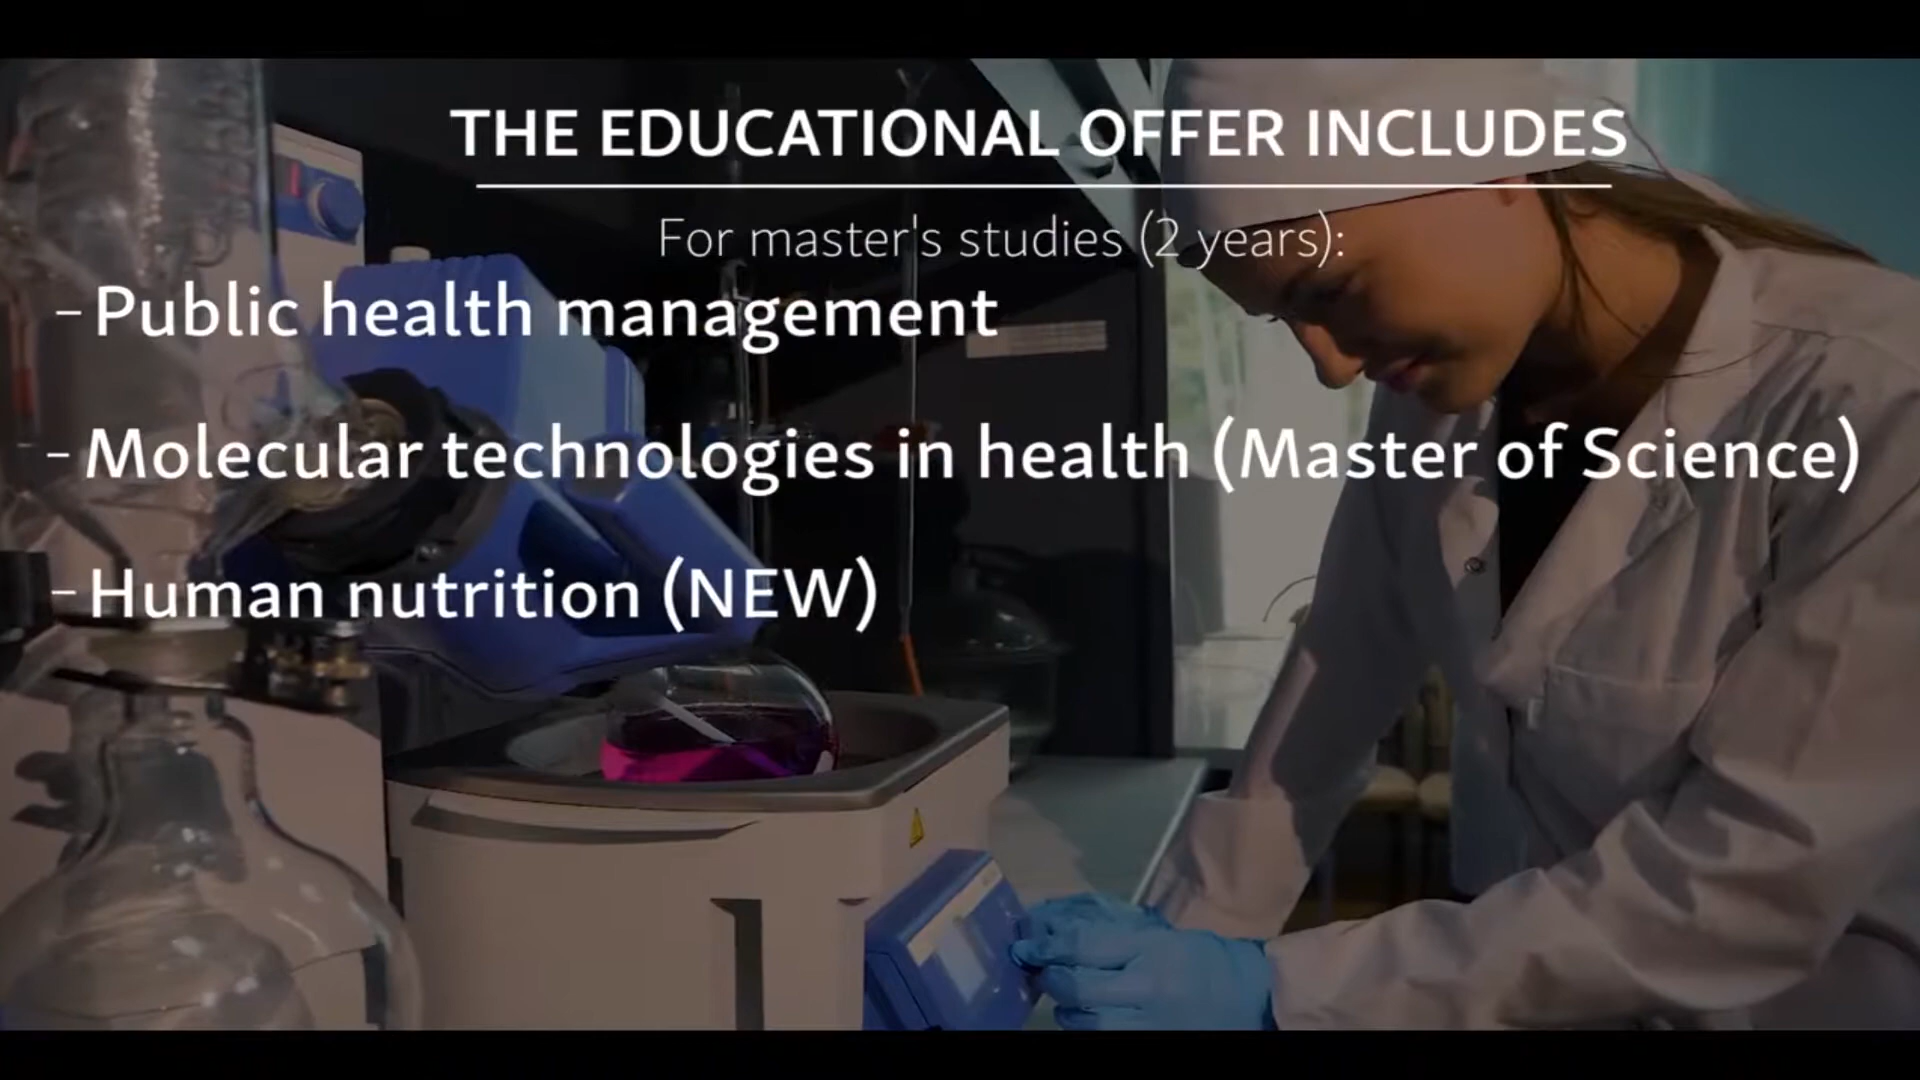 THE EDUCATIONAL OFFER INCLUDES
For master's studies (2 years):
-Public health management
-Molecular technologies in health (Master of Science)
-Human nutrition (NEW)